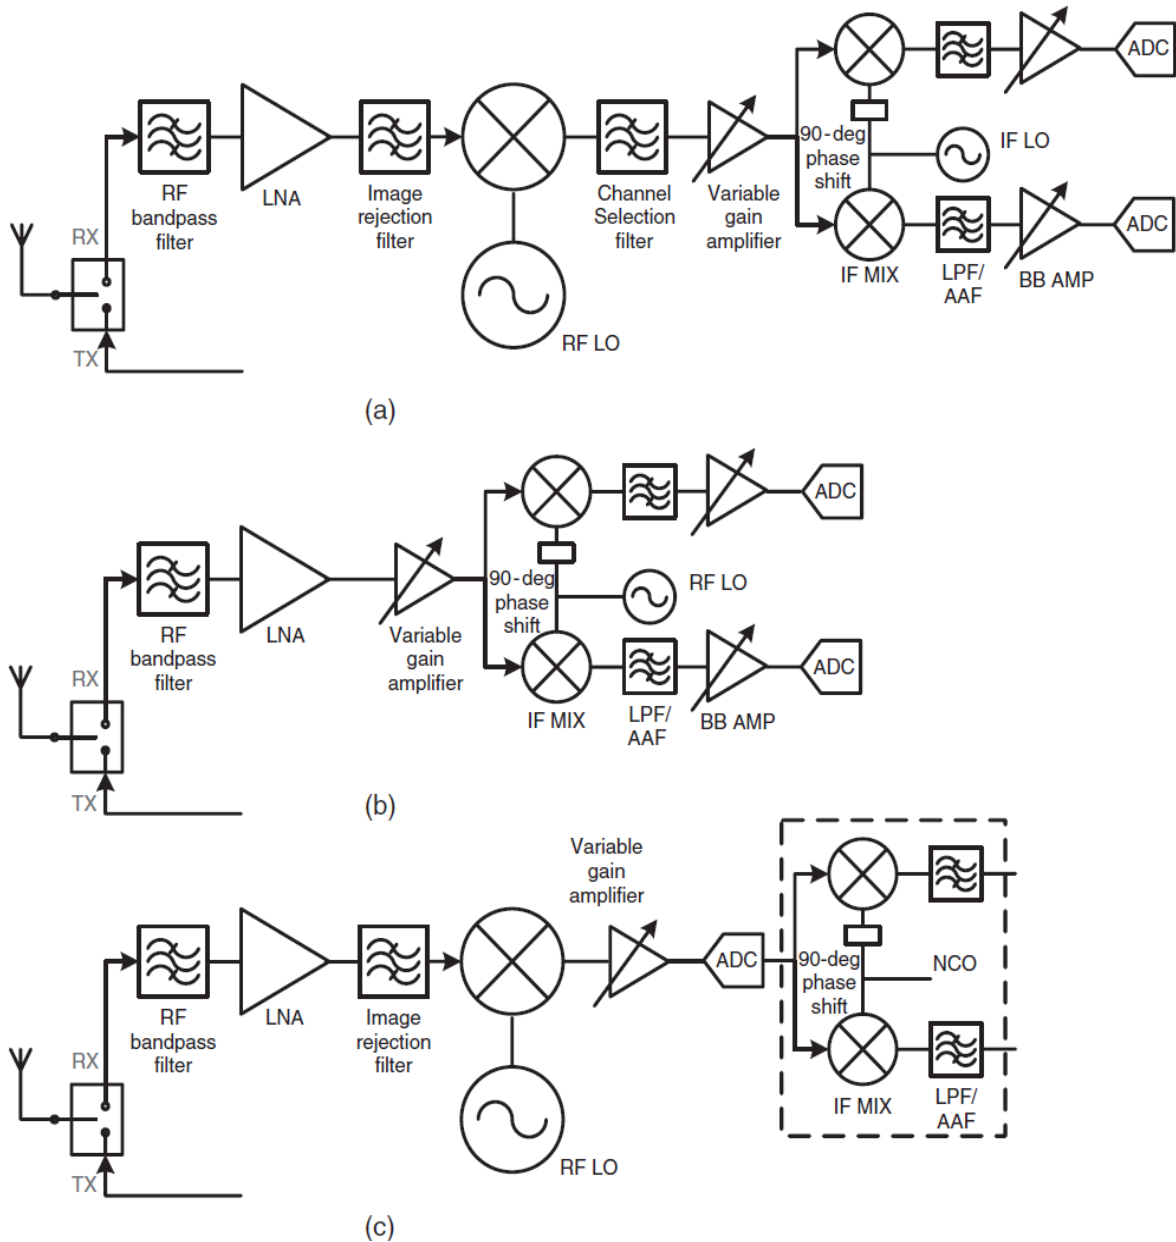 ADC
90-deg
phase
shift
IF LO
RF
bandpass
filter
LNA
Image
rejection
filter
Channel
Selection
filter
Variable
gain
amplifier
RX
IF MIX
LPF/
AAF
BB AMP
ADC
TX
RF LO
(a)
ADC
90-deg
phase
shift
RF LO
RF
bandpass
filter
LNA
Variable
gain
amplifier
RX
IF MIX
LPF/
AAF
BB AMP
ADC
TX
(b)
Variable
gain
amplifier
ADC
90-deg
phase
shift
NCO
RF
bandpass
filter
LNA
Image
rejection
filter
RX
IF MIX
LPF/
AAF
RF LO
TX
(c)